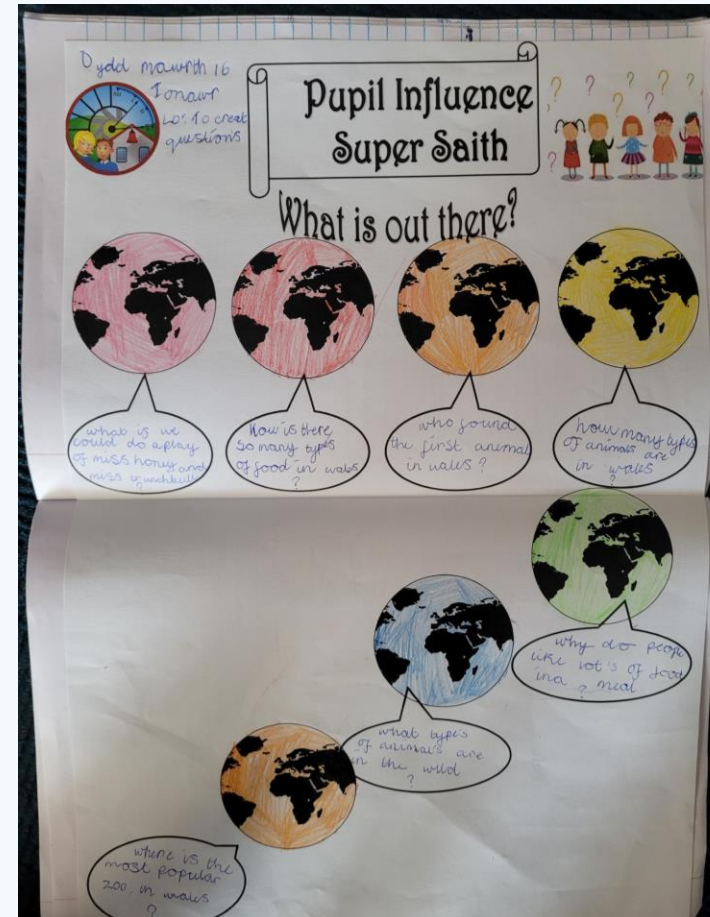 Dydd mawrth 16
Ionawr
Lo: To creat
questions
Pupil Influence
Super Saith
? ? ? ? ? ? ?
What is out there?
what is we
could do a play
of miss honey and
miss crunchbull
?
How is there
so many types
of food in wales
?
who found
the first animal
in wales ?
how many types
of animals are
in wales
?
why do people
like lot's of food
in a meal
?
what types
of animals are
in the wild
?
where is the
most popular
zoo. in wales
?